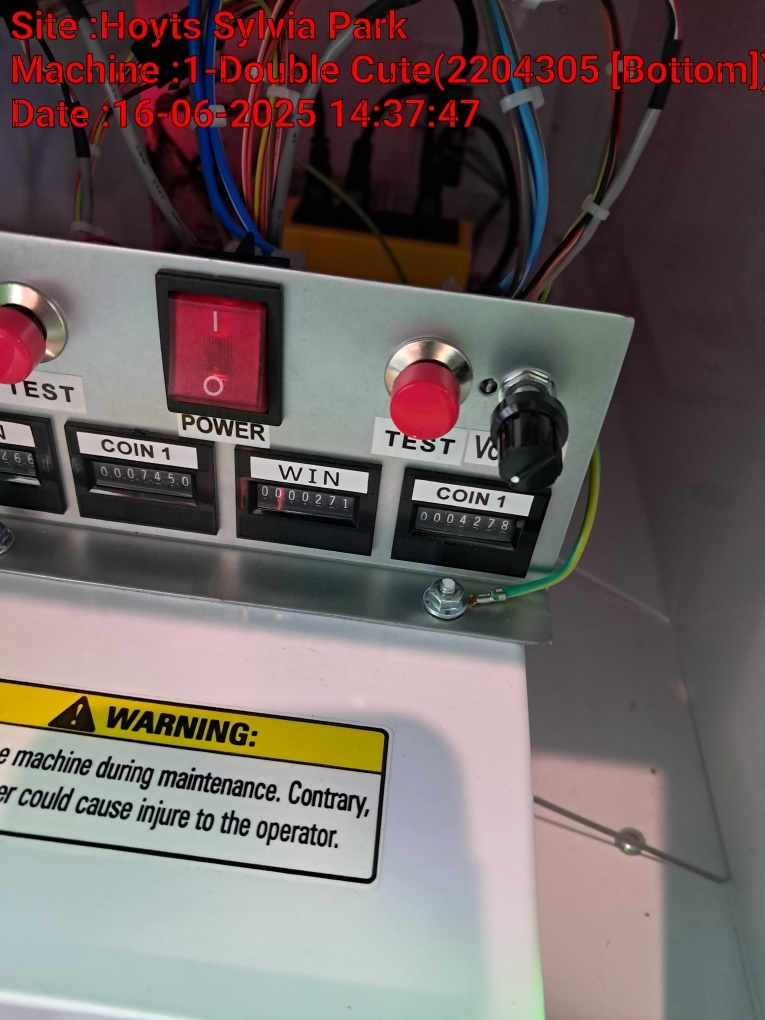 Site :Hoyts Sylvia Park
Machine :1-Double Cute(2204305 [Bottom])
Date :16-06-2025 14:37:47
TEST
POWER
TEST
COIN 1
0007450
WIN
0000271
COIN 1
0004278
WARNING:
machine during maintenance. Contrary,
could cause injure to the operator.